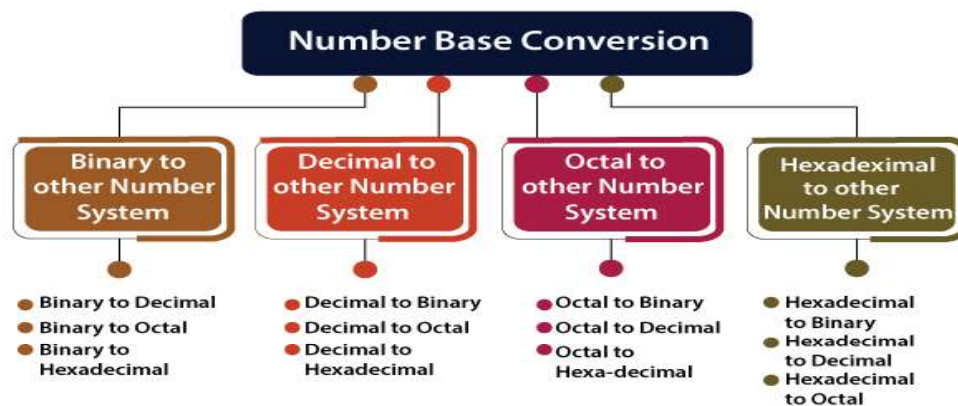 Number Base Conversion
Binary to
other Number
System
Decimal to
other Number
System
Octal to
other Number
System
Hexadeximal
to other
Number System
Binary to Decimal
Binary to Octal
Binary to
Hexadecimal
Decimal to Binary
Decimal to Octal
Decimal to
Hexadecimal
Octal to Binary
Octal to Decimal
Octal to
Hexa-decimal
Hexadecimal
to Binary
Hexadecimal
to Decimal
Hexadecimal
to Octal